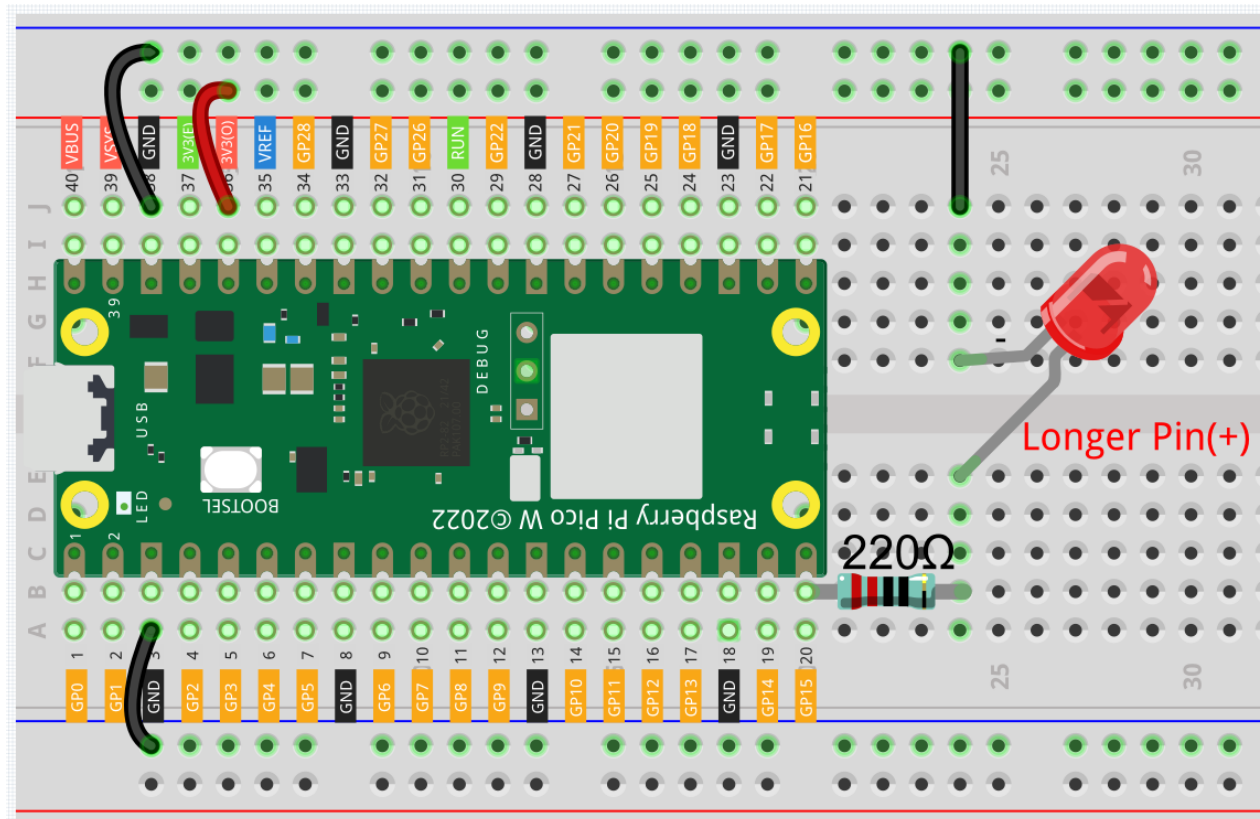 VBUS VSYS GND 3V3(E) 3V3(O) VREF GP28 GND GP27 GP26 RUN GP22 GND GP21 GP20 GP19 GP18 GND GP17 GP16
40 39 38 37 36 35 34 33 32 31 30 29 28 27 26 25 24 23 22 21
25 30
J
I
H
G
F
E
D
C
B
A
39
DEBUG
USB
-
Longer Pin(+)
LED
BOOTSEL
Raspberry Pi Pico W ©2022
1 2
220Ω
1 2 3 4 5 6 7 8 9 10 11 12 13 14 15 16 17 18 19 20
GP0 GP1 GND GP2 GP3 GP4 GP5 GND GP6 GP7 GP8 GP9 GND GP10 GP11 GP12 GP13 GND GP14 GP15
25 30